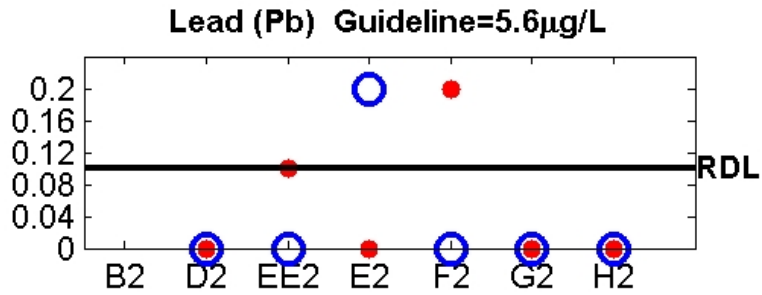 Lead (Pb) Guideline=5.6µg/L
0.2
0.16
0.12
RDL
0.08
0.04
0
B2 D2 EE2 E2 F2 G2 H2